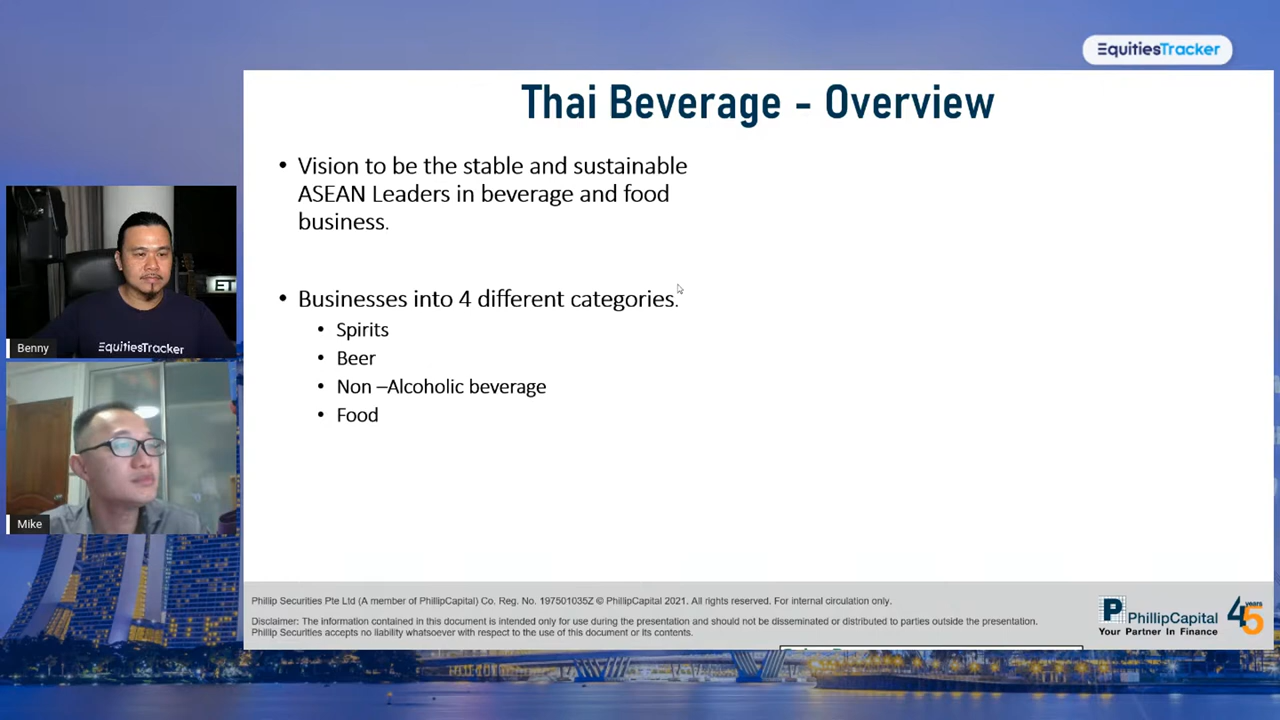 EquitiesTracker
Thai Beverage - Overview
• Vision to be the stable and sustainable
ASEAN Leaders in beverage and food
business.
• Businesses into 4 different categories.
• Spirits
• Beer
• Non –Alcoholic beverage
• Food
ET
EquitiesTracker
Benny
Mike
Phillip Securities Pte Ltd (A member of PhillipCapital) Co. Reg. No. 197501035Z © PhillipCapital 2021. All rights reserved. For internal circulation only.
Disclaimer: The information contained in this document is intended only for use during the presentation and should not be disseminated or distributed to parties outside the presentation.
Phillip Securities accepts no liability whatsoever with respect to the use of this document or its contents.
P
PhillipCapital
Your Partner In Finance
45 years